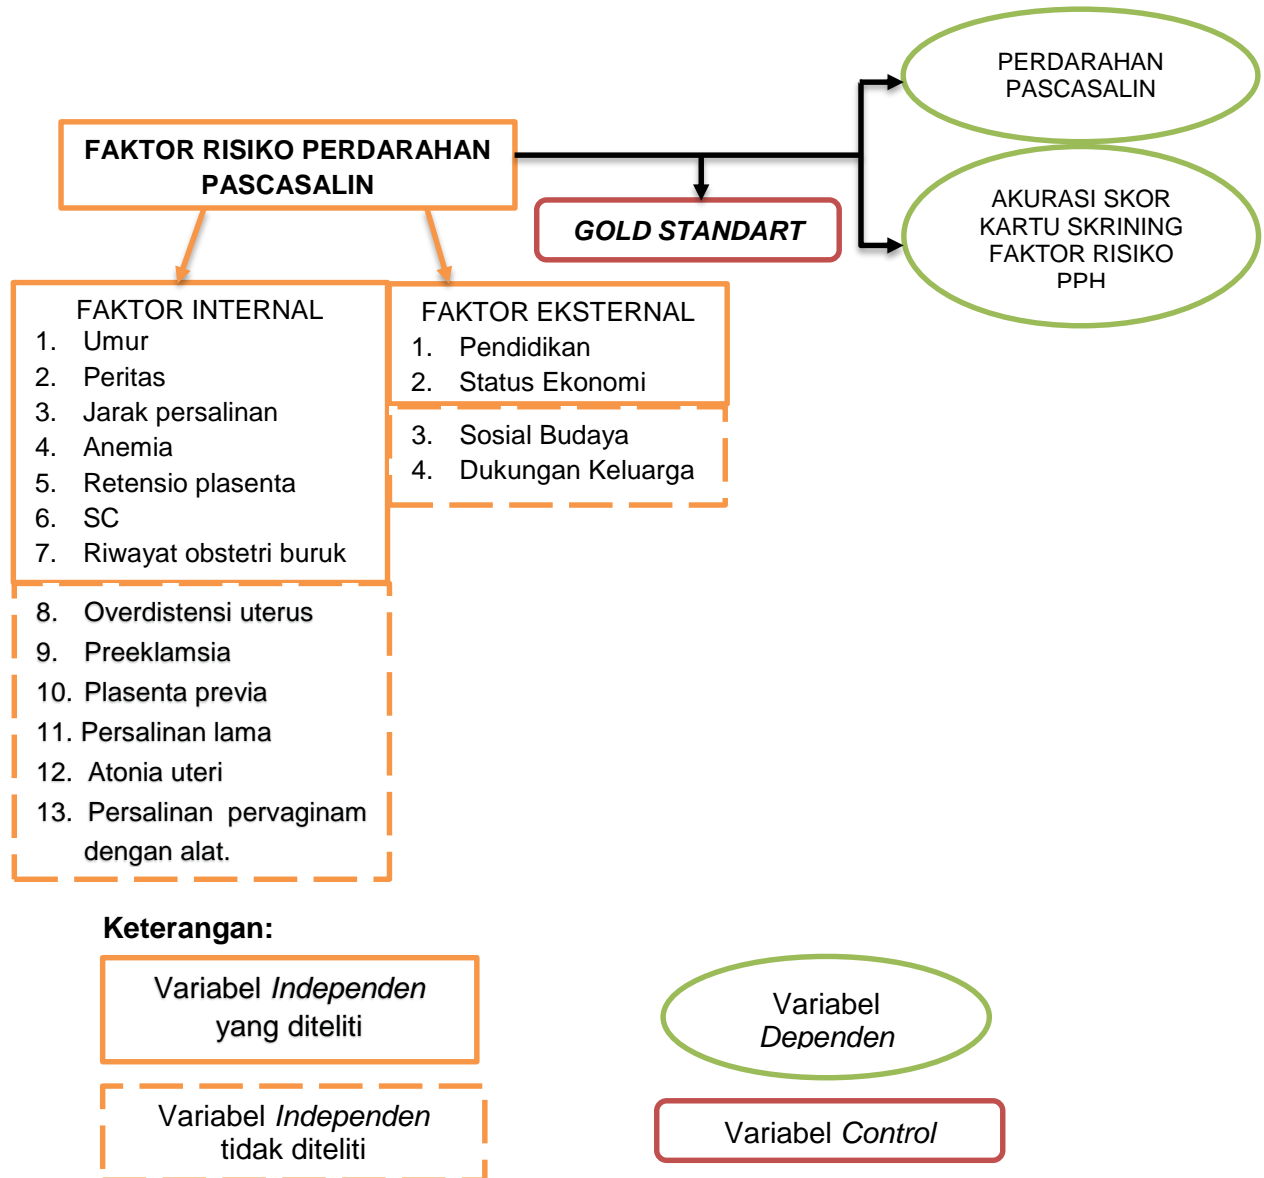 PERDARAHAN
PASCASALIN
FAKTOR RISIKO PERDARAHAN
PASCASALIN
GOLD STANDART
AKURASI SKOR
KARTU SKRINING
FAKTOR RISIKO
PPH
FAKTOR INTERNAL
1. Umur
2. Peritas
3. Jarak persalinan
4. Anemia
5. Retensio plasenta
6. SC
7. Riwayat obstetri buruk
8. Overdistensi uterus
9. Preeklamsia
10. Plasenta previa
11. Persalinan lama
12. Atonia uteri
13. Persalinan pervaginam
dengan alat.
FAKTOR EKSTERNAL
1. Pendidikan
2. Status Ekonomi
3. Sosial Budaya
4. Dukungan Keluarga
Keterangan:
Variabel Independen
yang diteliti
Variabel
Dependen
Variabel Independen
tidak diteliti
Variabel Control